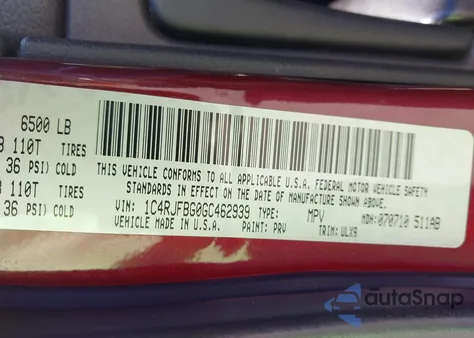 6500 LB
B 110T TIRES
36 PSI) COLD
B 110T TIRES
36 PSI) COLD
THIS VEHICLE CONFORMS TO ALL APPLICABLE U.S.A. FEDERAL MOTOR VEHICLE SAFETY
STANDARDS IN EFFECT ON THE DATE OF MANUFACTURE SHOWN ABOVE.
VIN: 1C4RJFBG0GC462939 TYPE: MPV MDH: 070710 511AB
VEHICLE MADE IN U.S.A. PAINT: PRV TRIM: ULX9
autoSnap